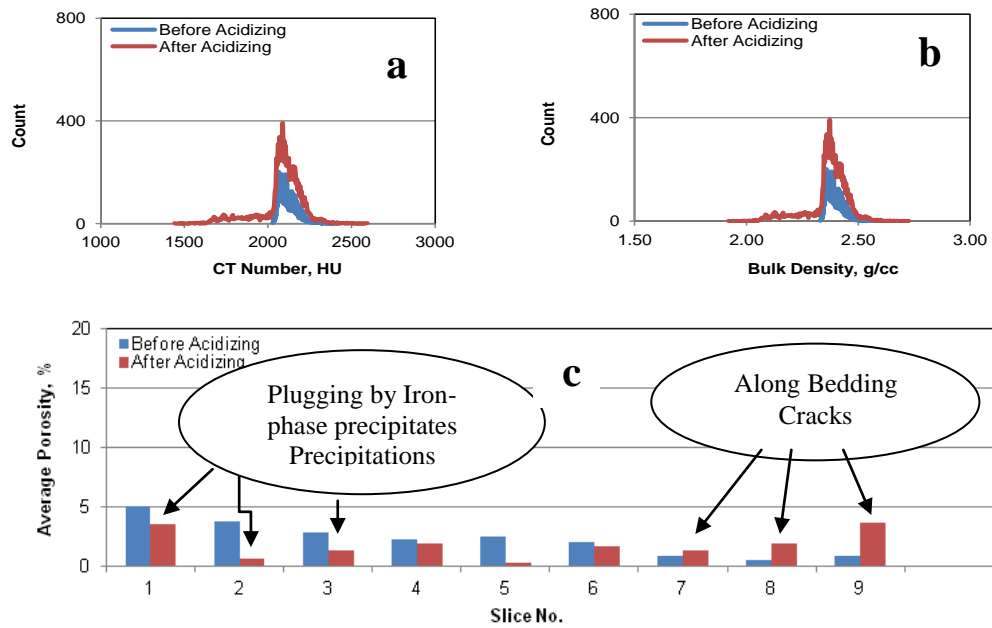 800
Before Acidizing
After Acidizing
a
Count
400
0
1000 1500 2000 2500 3000
CT Number, HU
800
Before Acidizing
After Acidizing
b
Count
400
0
1.50 2.00 2.50 3.00
Bulk Density, g/cc
20
Before Acidizing
After Acidizing
c
Plugging by Iron-
phase precipitates
Precipitations
Along Bedding
Cracks
Average Porosity, %
15
10
5
0
1 2 3 4 5 6 7 8 9
Slice No.